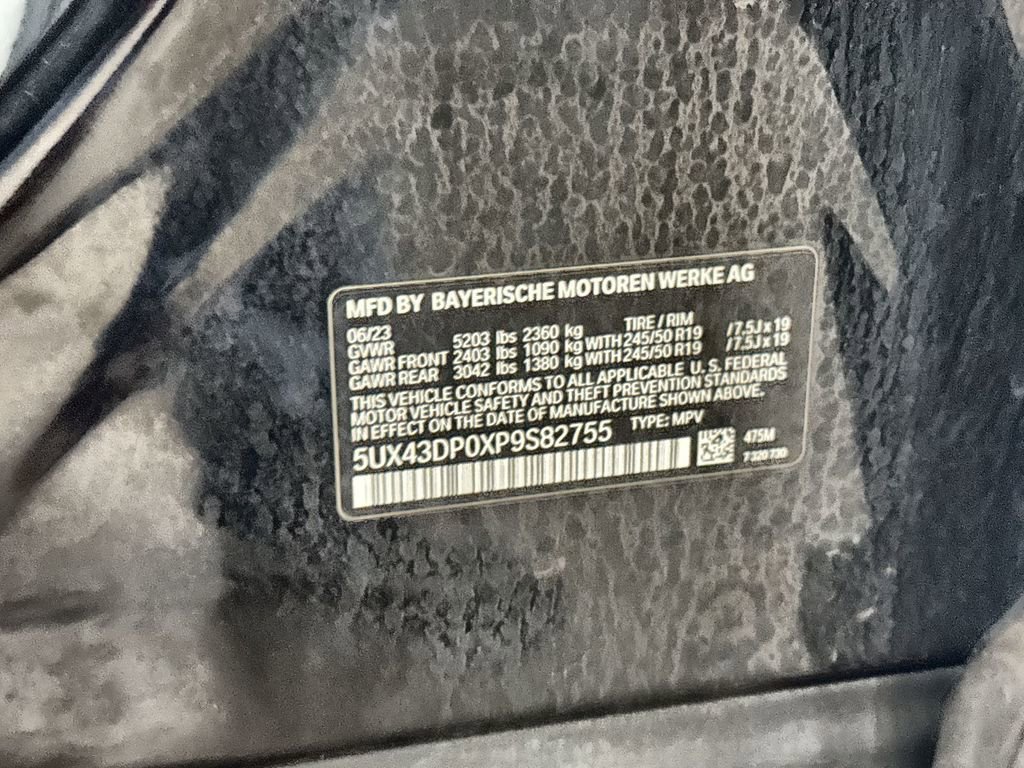 MFD BY BAYERISCHE MOTOREN WERKE AG
06/23 TIRE / RIM
GVWR 5203 lbs 2360 kg
GAWR FRONT 2403 lbs 1090 kg WITH 245/50 R19 /7.5J x 19
GAWR REAR 3042 lbs 1380 kg WITH 245/50 R19 /7.5J x 19
THIS VEHICLE CONFORMS TO ALL APPLICABLE U. S. FEDERAL
MOTOR VEHICLE SAFETY AND THEFT PREVENTION STANDARDS
IN EFFECT ON THE DATE OF MANUFACTURE SHOWN ABOVE.
5UX43DP0XP9S82755 TYPE: MPV
475M
7 320 730